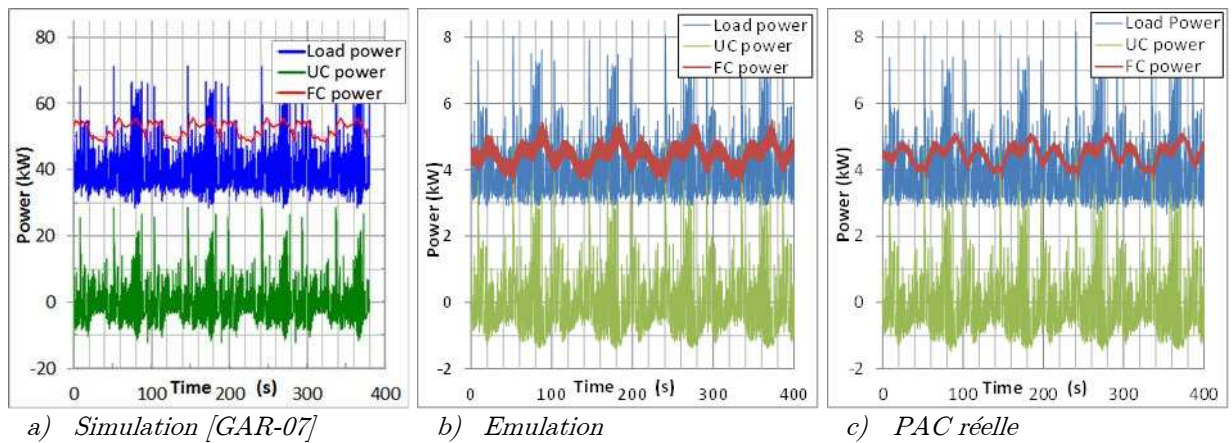 80
60
40
20
0
-20
Power (kW)
Load power
UC power
FC power
0 100 200 300 400
Time (s)
8
6
4
2
0
2
Power (kW)
Load power
UC power
FC power
0 100 200 300 400
Time (s)
8
6
4
2
0
2
Power (kW)
Load Power
UC power
FC power
0 100 200 300 400
Time (s)
a) Simulation [GAR-07]
b) Emulation
c) PAC réelle